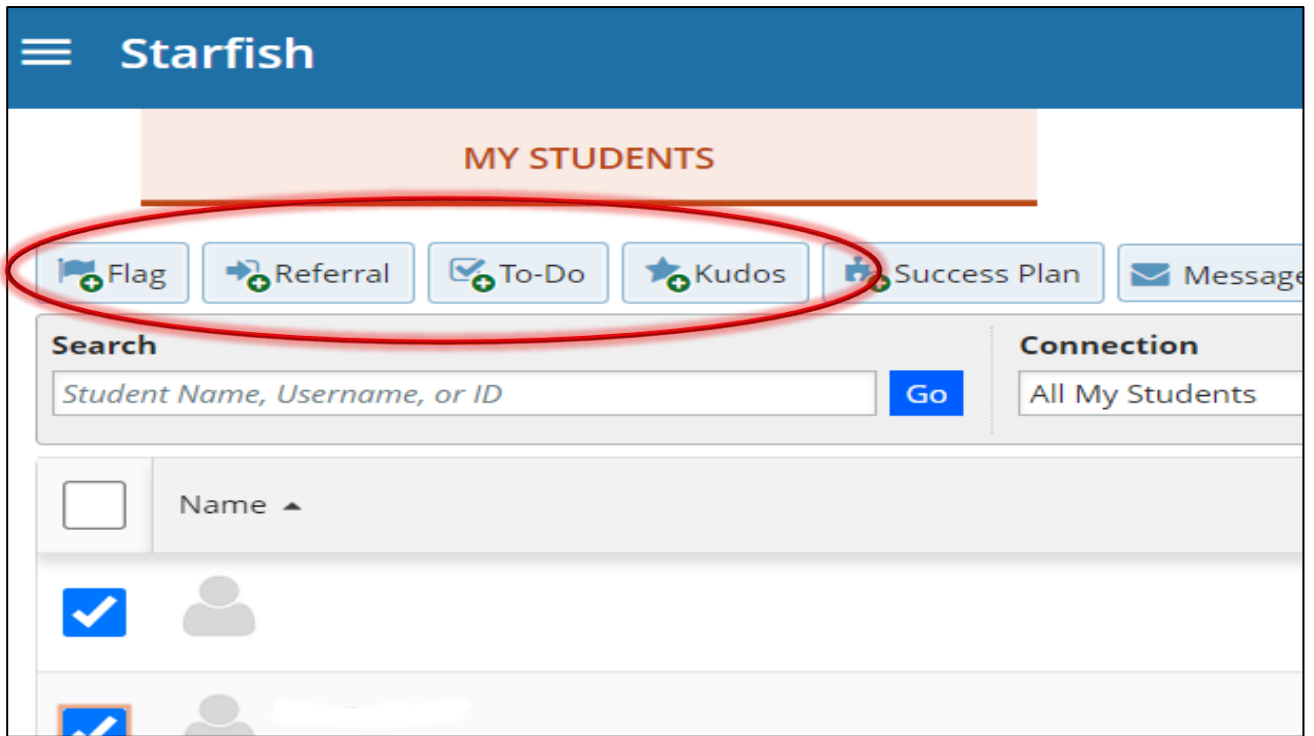 Starfish
MY STUDENTS
Flag Referral To-Do Kudos Success Plan Message
Search Connection
Student Name, Username, or ID Go All My Students
Name